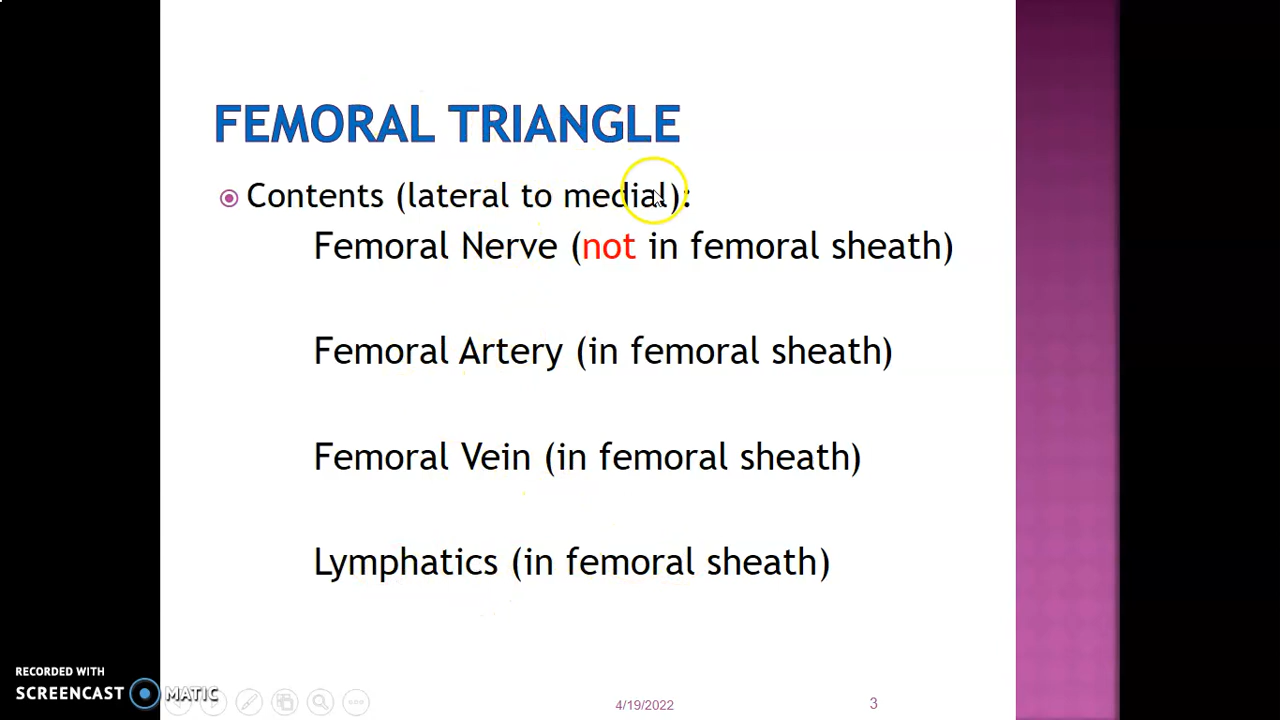 FEMORAL TRIANGLE
Contents (lateral to medial):
Femoral Nerve (not in femoral sheath)
Femoral Artery (in femoral sheath)
Femoral Vein (in femoral sheath)
Lymphatics (in femoral sheath)
RECORDED WITH
SCREENCAST MATIC
4/19/2022
3